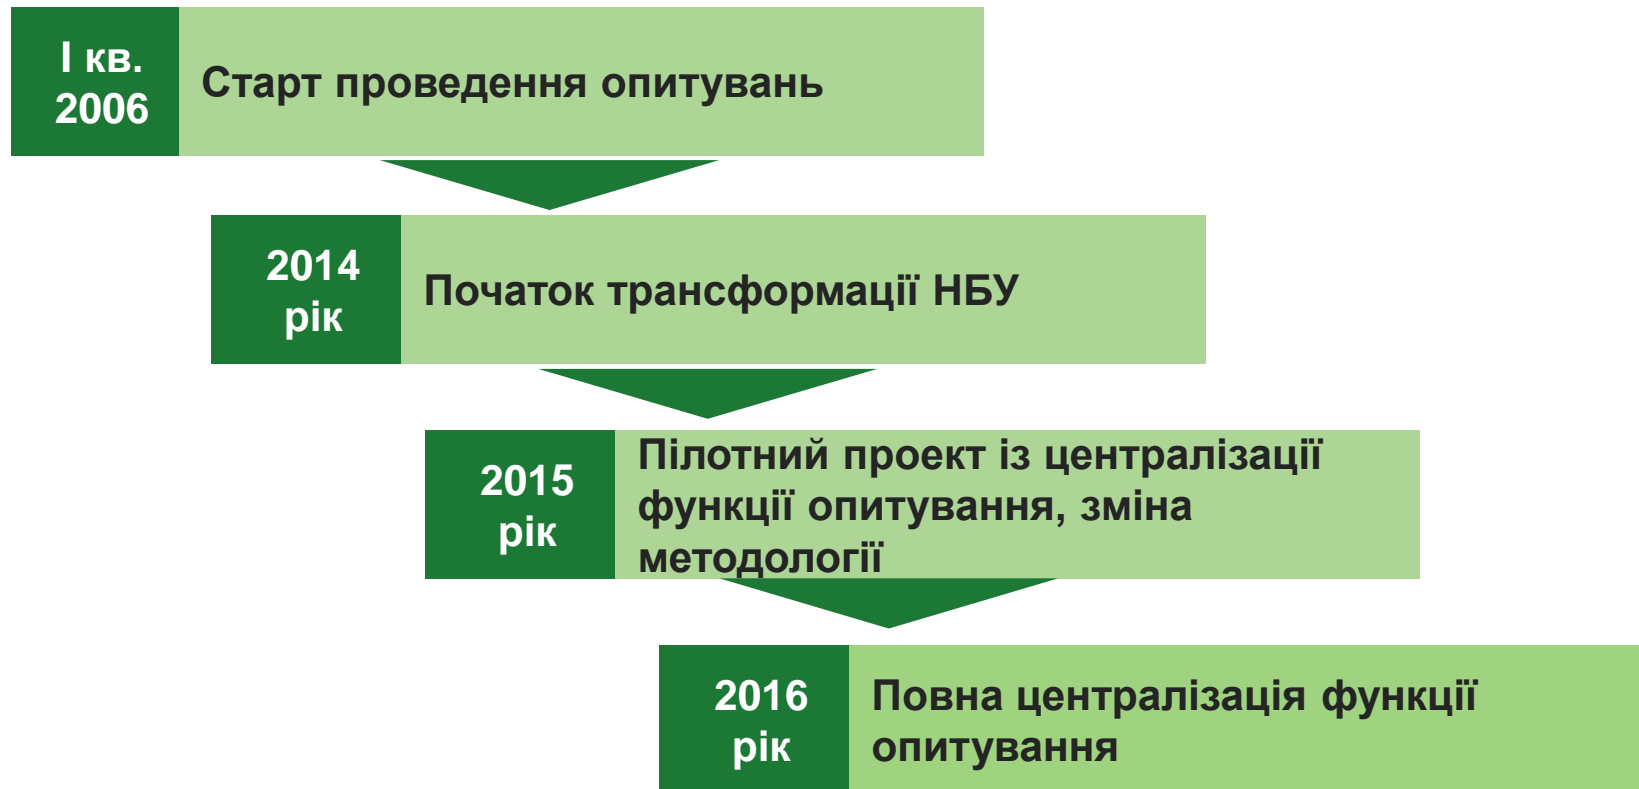 І кв.
2006
Старт проведення опитувань
2014
рік
Початок трансформації НБУ
2015
рік
Пілотний проект із централізації
функції опитування, зміна
методології
2016
рік
Повна централізація функції
опитування